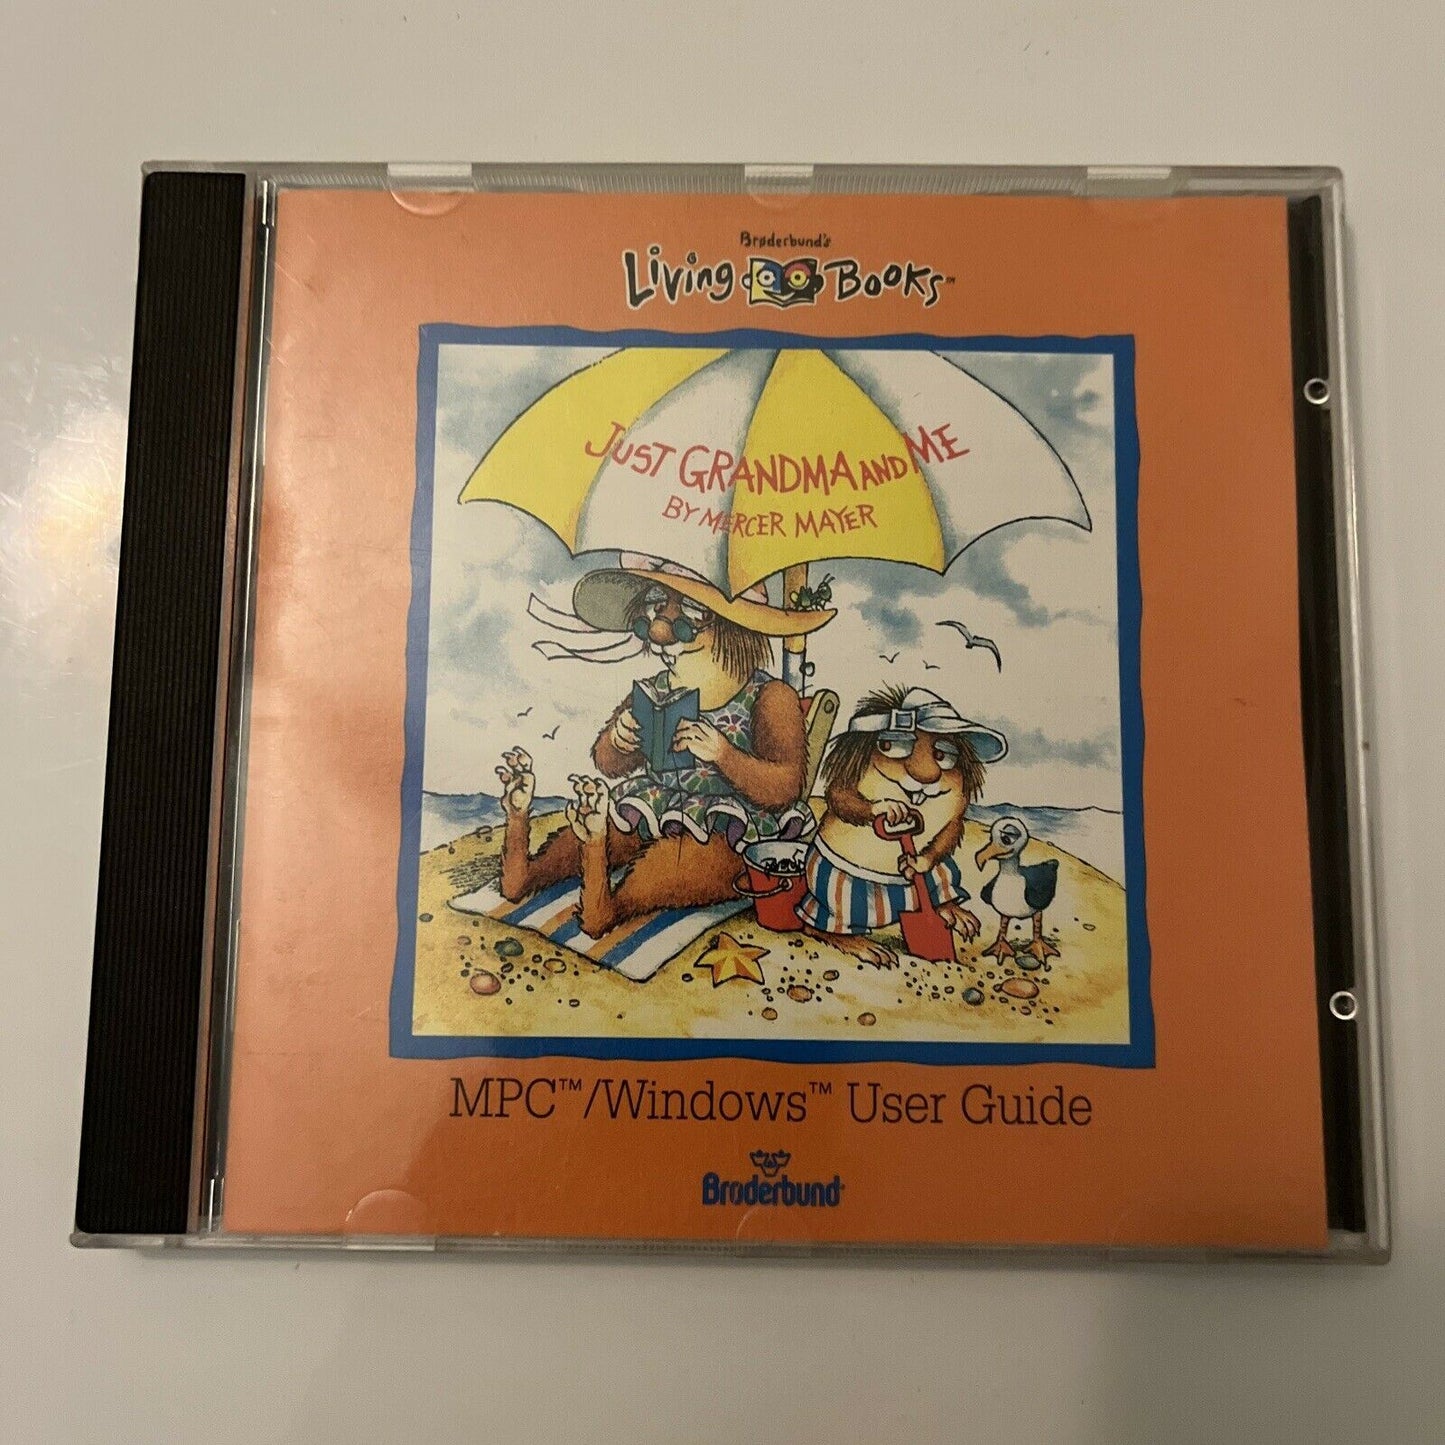 Brøderbund's
Living Books™
JUST GRANDMA AND ME
BY MERCER MAYER
MPC™/Windows™ User Guide
Brøderbund®